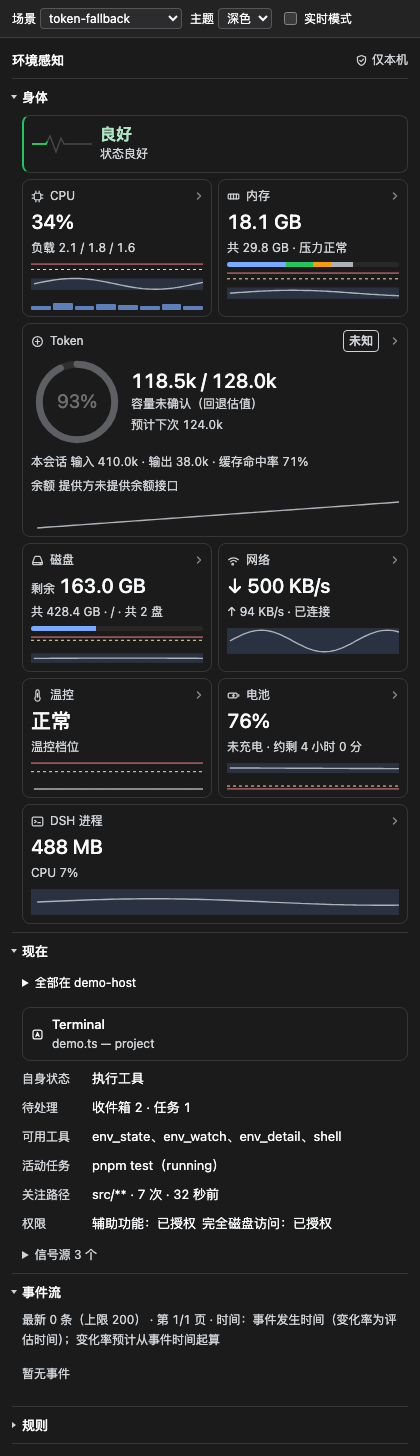 场景 token-fallback 主题 深色 实时模式
环境感知 仅本机
身体
良好
状态良好
CPU
34%
负载 2.1 / 1.8 / 1.6
内存
18.1 GB
共 29.8 GB · 压力正常
Token 未知
93%
118.5k / 128.0k
容量未确认（回退估值）
预计下次 124.0k
本会话 输入 410.0k · 输出 38.0k · 缓存命中率 71%
余额 提供方未提供余额接口
磁盘
剩余 163.0 GB
共 428.4 GB · / · 共 2 盘
网络
↓ 500 KB/s
↑ 94 KB/s · 已连接
温控
正常
温控档位
电池
76%
未充电 · 约剩 4 小时 0 分
DSH 进程
488 MB
CPU 7%
现在
全部在 demo-host
Terminal
demo.ts — project
自身状态 执行工具
待处理 收件箱 2 · 任务 1
可用工具 env_state、env_watch、env_detail、shell
活动任务 pnpm test（running）
关注路径 src/** · 7 次 · 32 秒前
权限 辅助功能：已授权 完全磁盘访问：已授权
信号源 3 个
事件流
最新 0 条（上限 200） · 第 1/1 页 · 时间：事件发生时间（变化率为评
估时间）；变化率预计从事件时间起算
暂无事件
规则